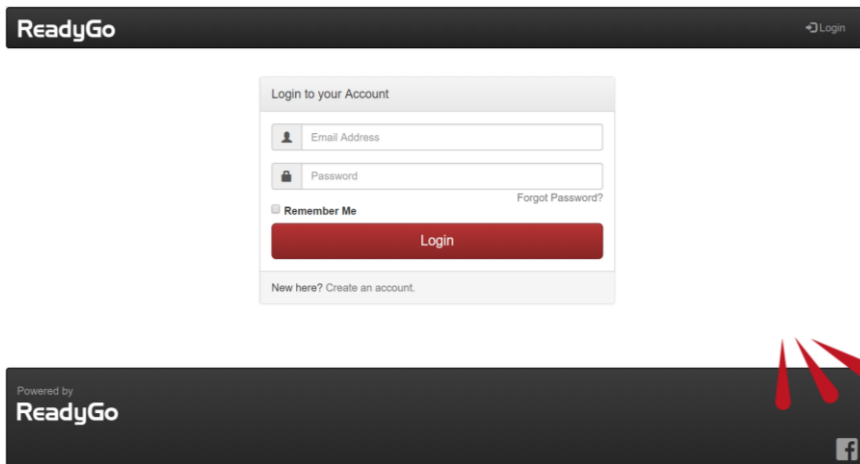 ReadyGo
Login
Login to your Account
Email Address
Password
Forgot Password?
Remember Me
Login
New here? Create an account.
Powered by
ReadyGo
f